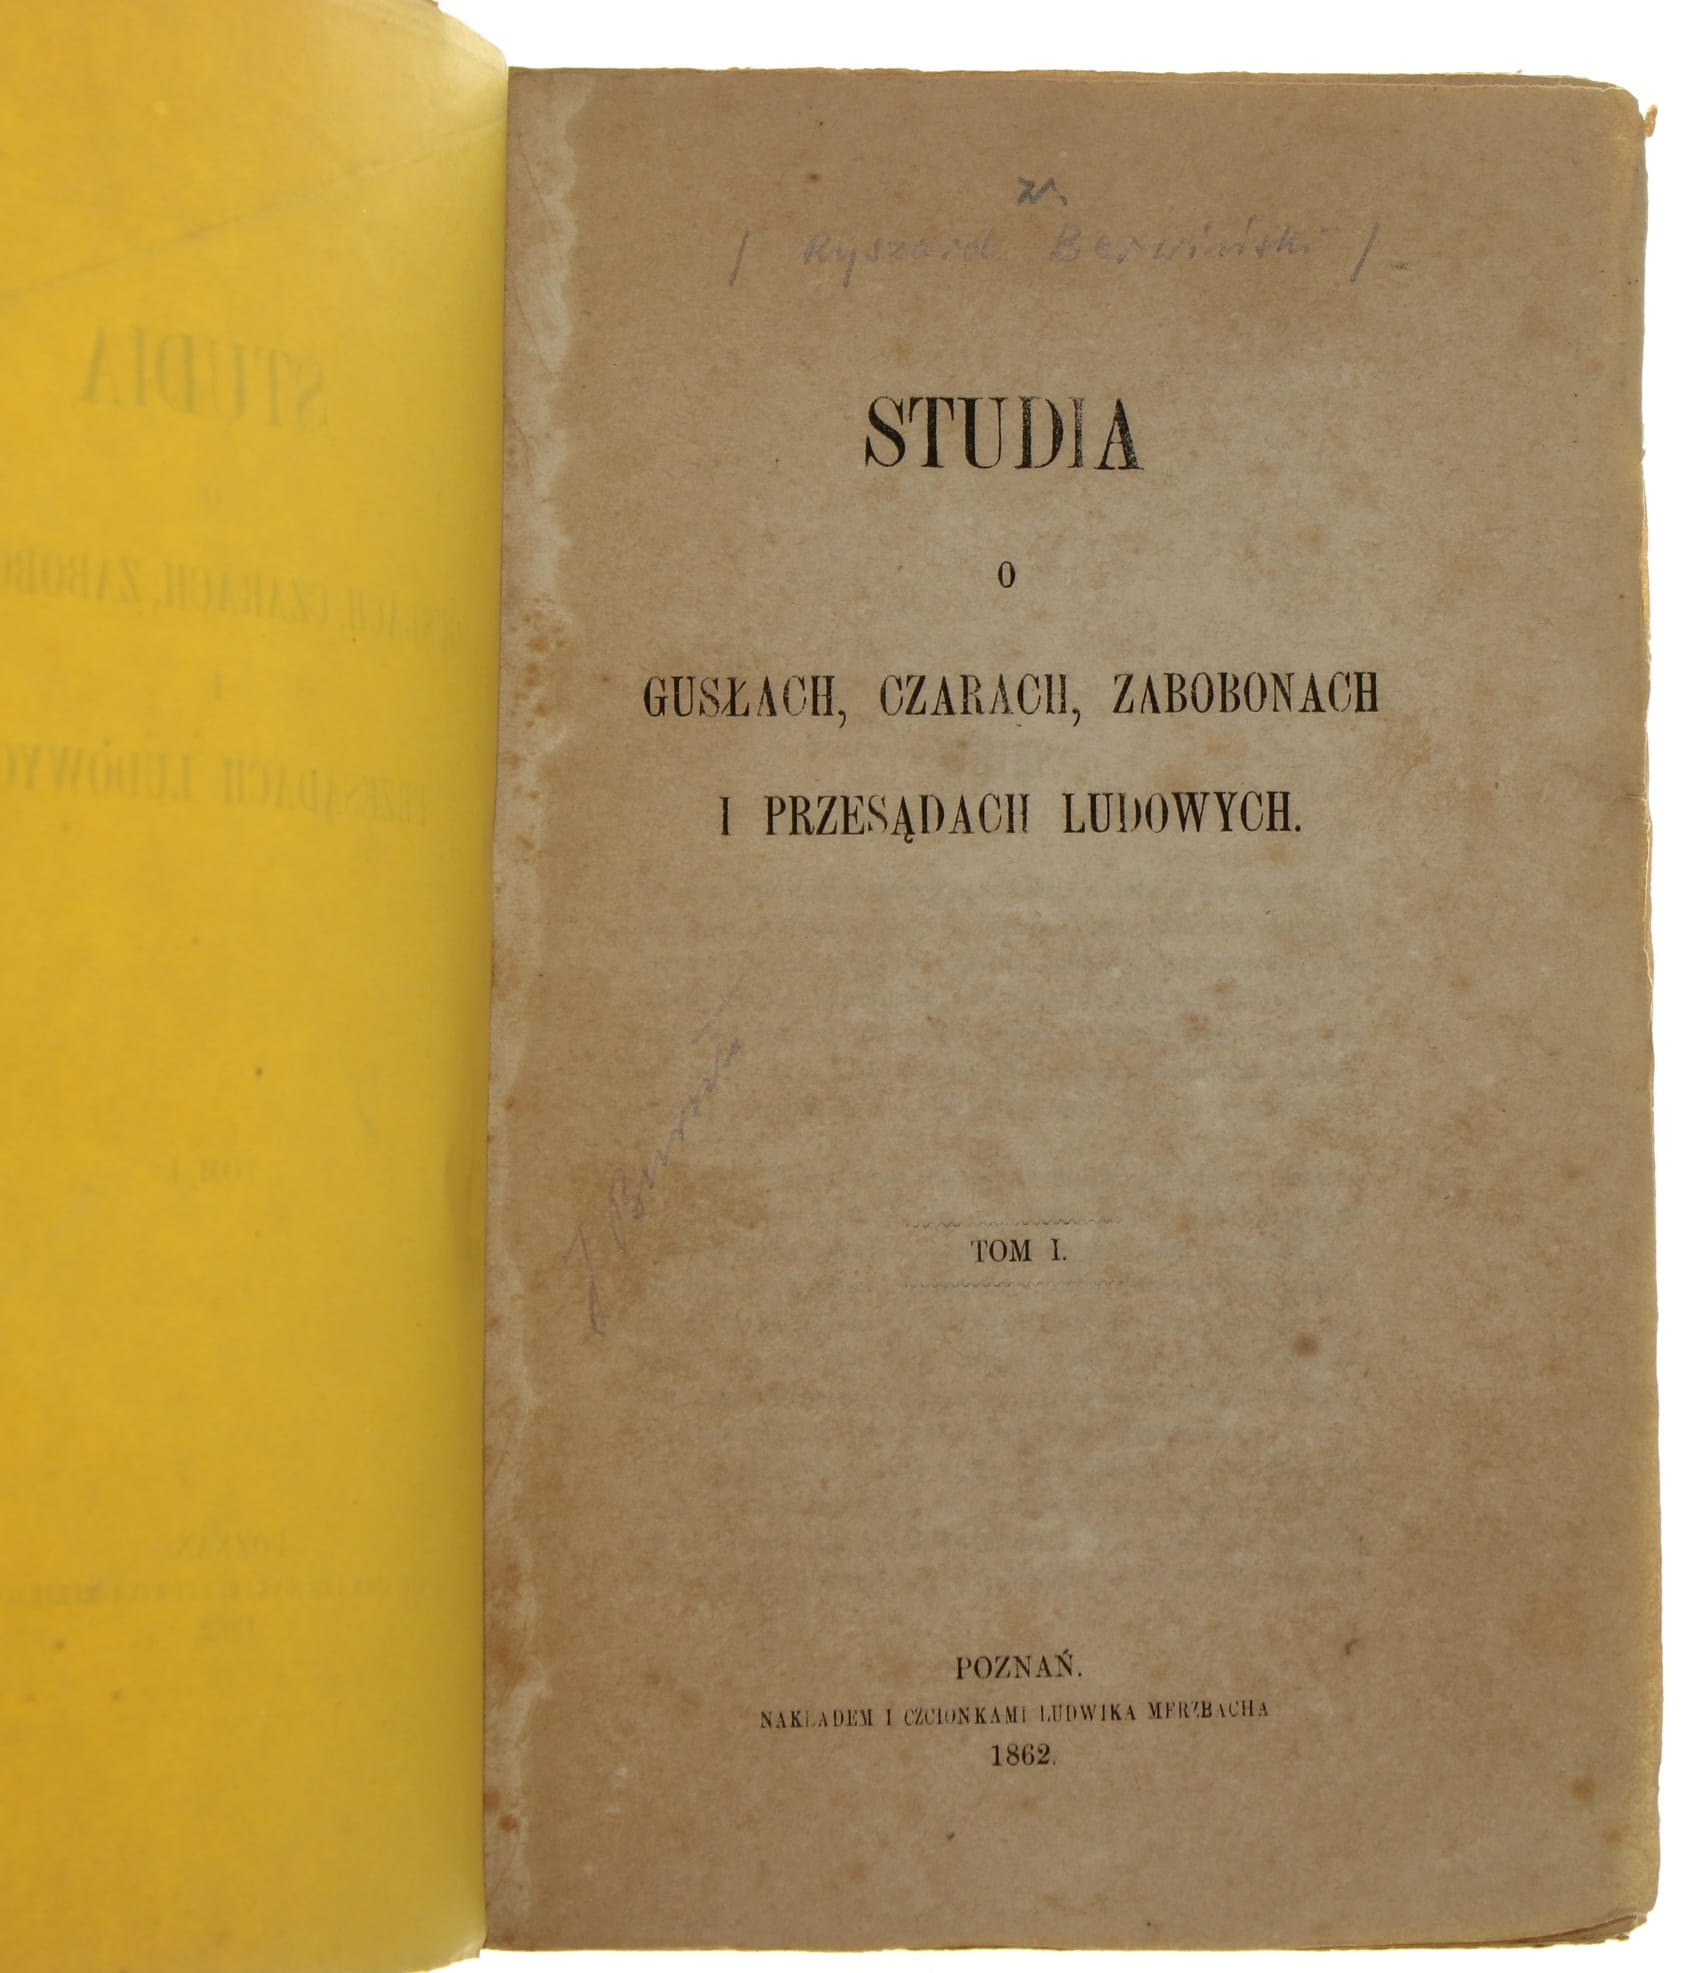 w.
/ Ryszard Berwiński /
STUDIA
O
GUSŁACH, CZARACH, ZABOBONACH
I PRZESĄDACH LUDOWYCH.
TOM I.
POZNAŃ.
NAKŁADEM I CZCIONKAMI LUDWIKA MERZBACHA
1862.